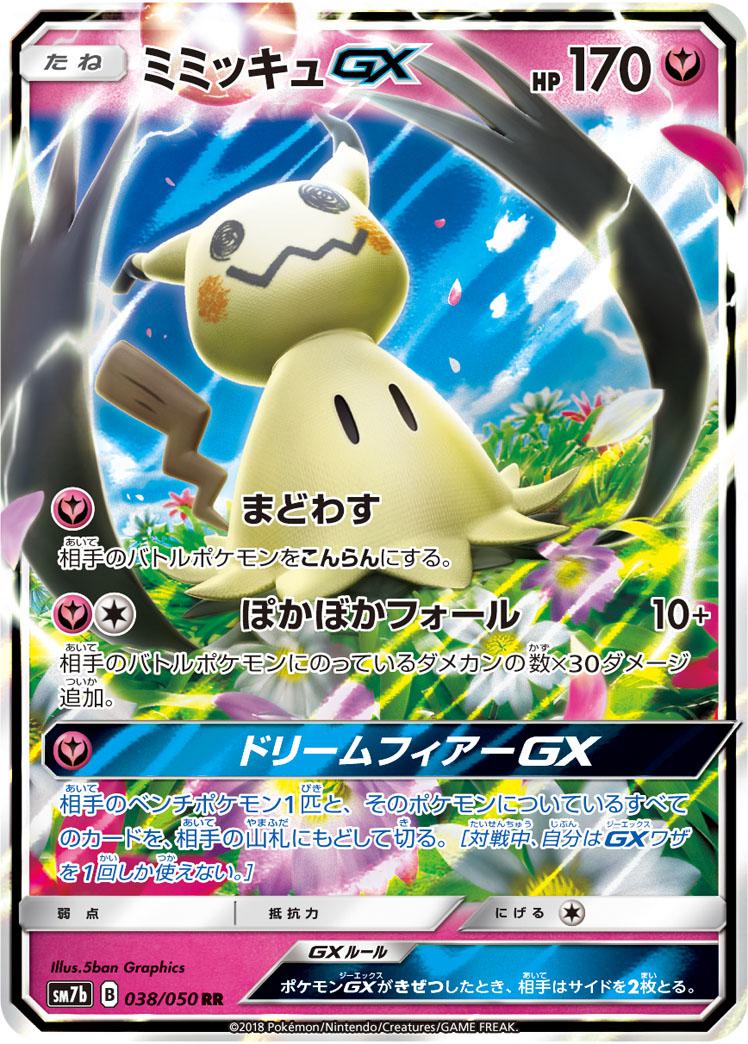 たね ミミッキュGX HP 170
まどわす
相手のバトルポケモンをこんらんにする。
ぽかぼかフォール 10+
相手のバトルポケモンにのっているダメカンの数×30ダメージ
追加。
ドリームフィアーGX
相手のベンチポケモン1匹と、そのポケモンについているすべて
のカードを、相手の山札にもどして切る。[対戦中、自分はGXワザ
を1回しか使えない。]
弱点 抵抗力 にげる
Illus.5ban Graphics
GXルール
ポケモンGXがきぜつしたとき、相手はサイドを2枚とる。
sm7b B 038/050 RR
©2018 Pokémon/Nintendo/Creatures/GAME FREAK.